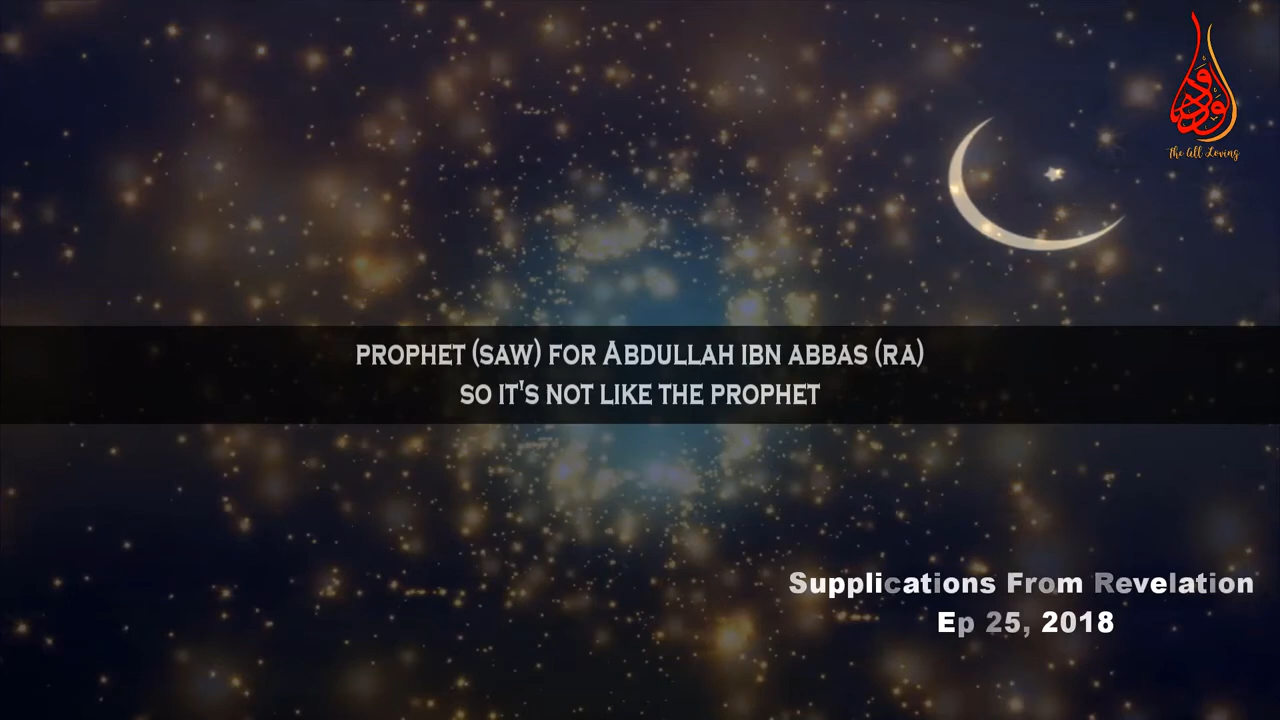 الودود
The All Loving
PROPHET (SAW) FOR ABDULLAH IBN ABBAS (RA)
SO IT'S NOT LIKE THE PROPHET
Supplications From Revelation
Ep 25, 2018